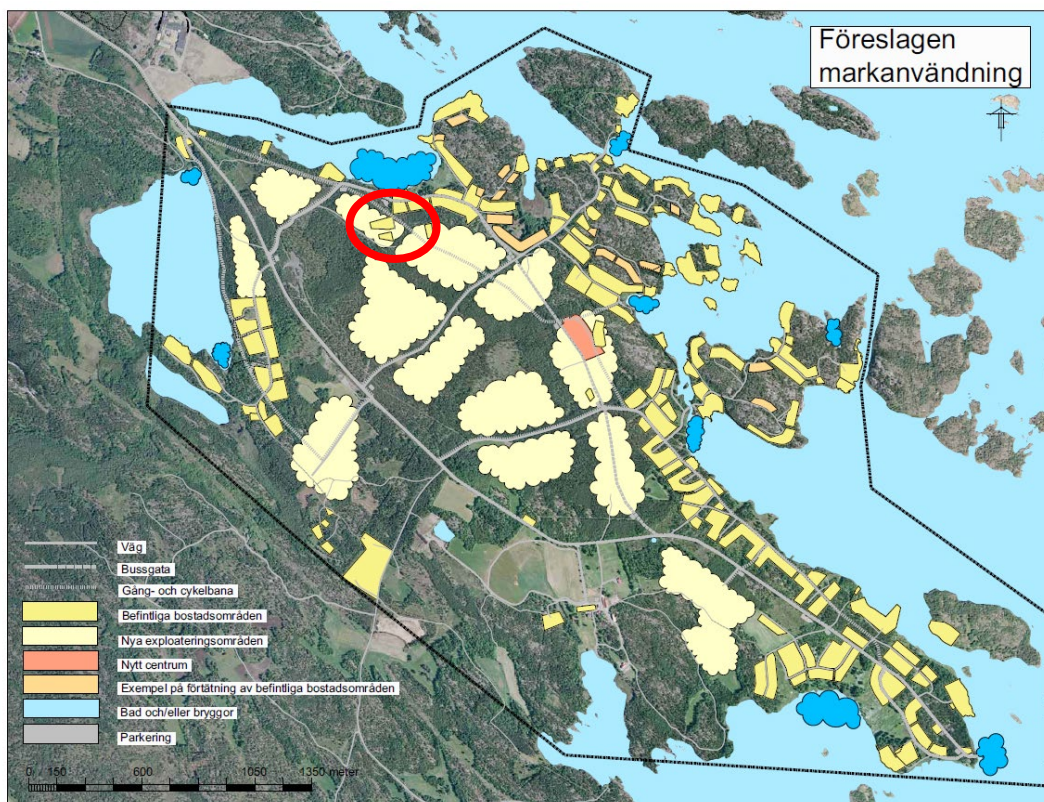 Föreslagen
markanvändning
Väg
Bussgata
Gång- och cykelbana
Befintliga bostadsområden
Nya exploateringsområden
Nytt centrum
Exempel på förtätning av befintliga bostadsområden
Bad och/eller bryggor
Parkering
0 150 600 1050 1350 meter